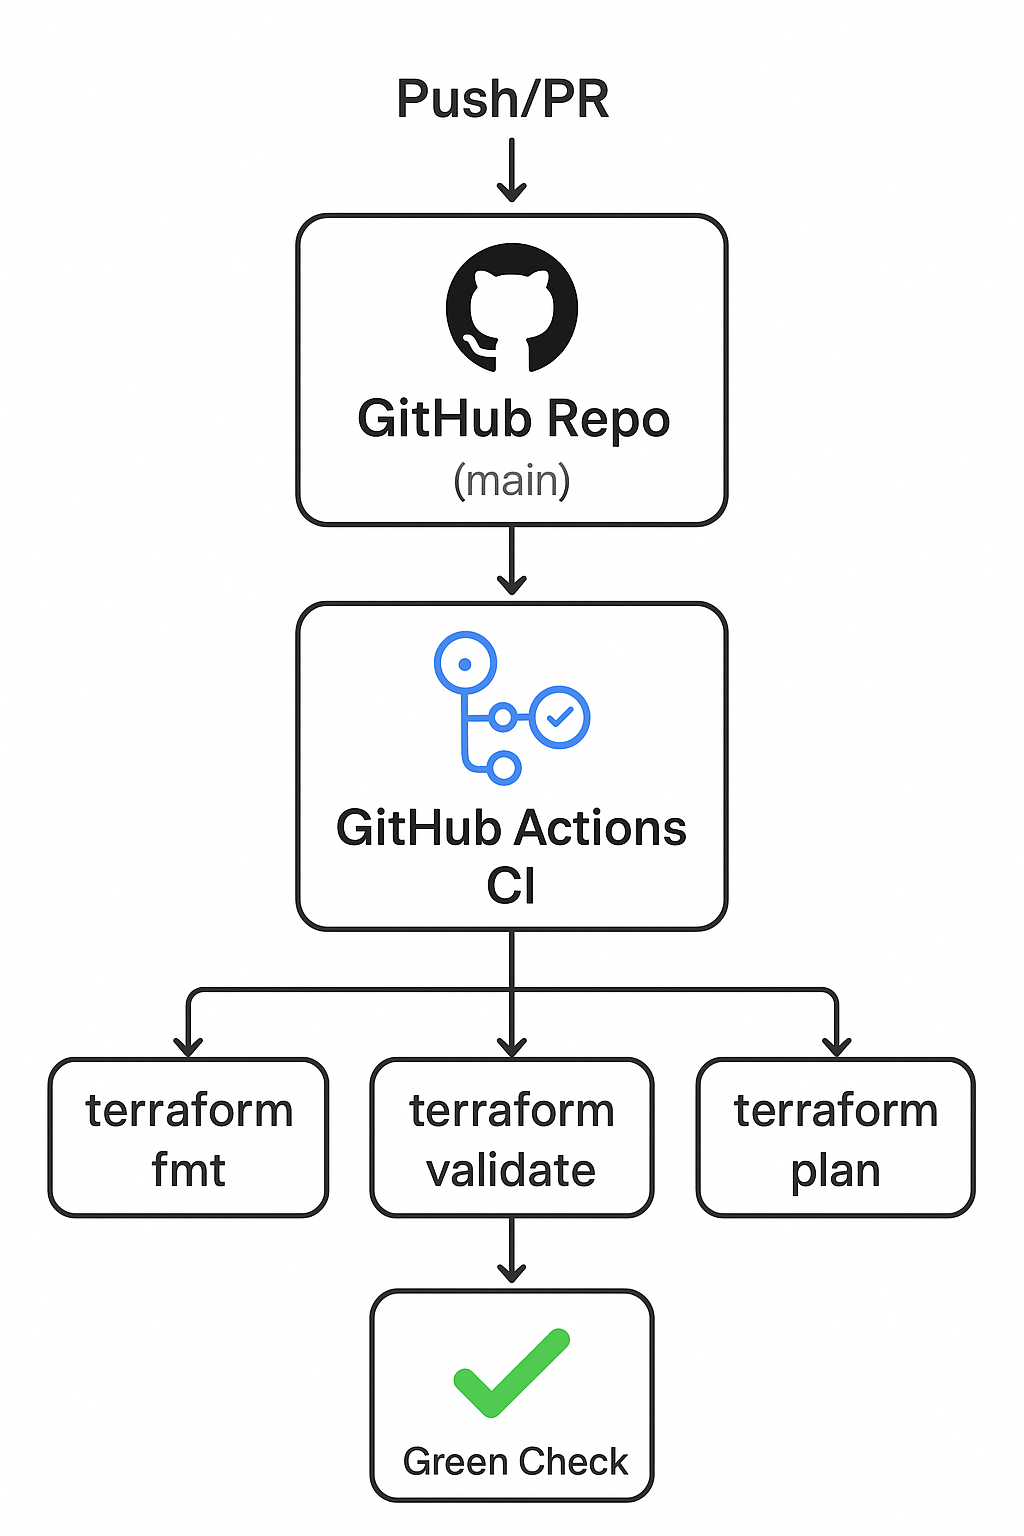 Push/PR
GitHub Repo
(main)
GitHub Actions
CI
terraform
fmt
terraform
validate
terraform
plan
Green Check